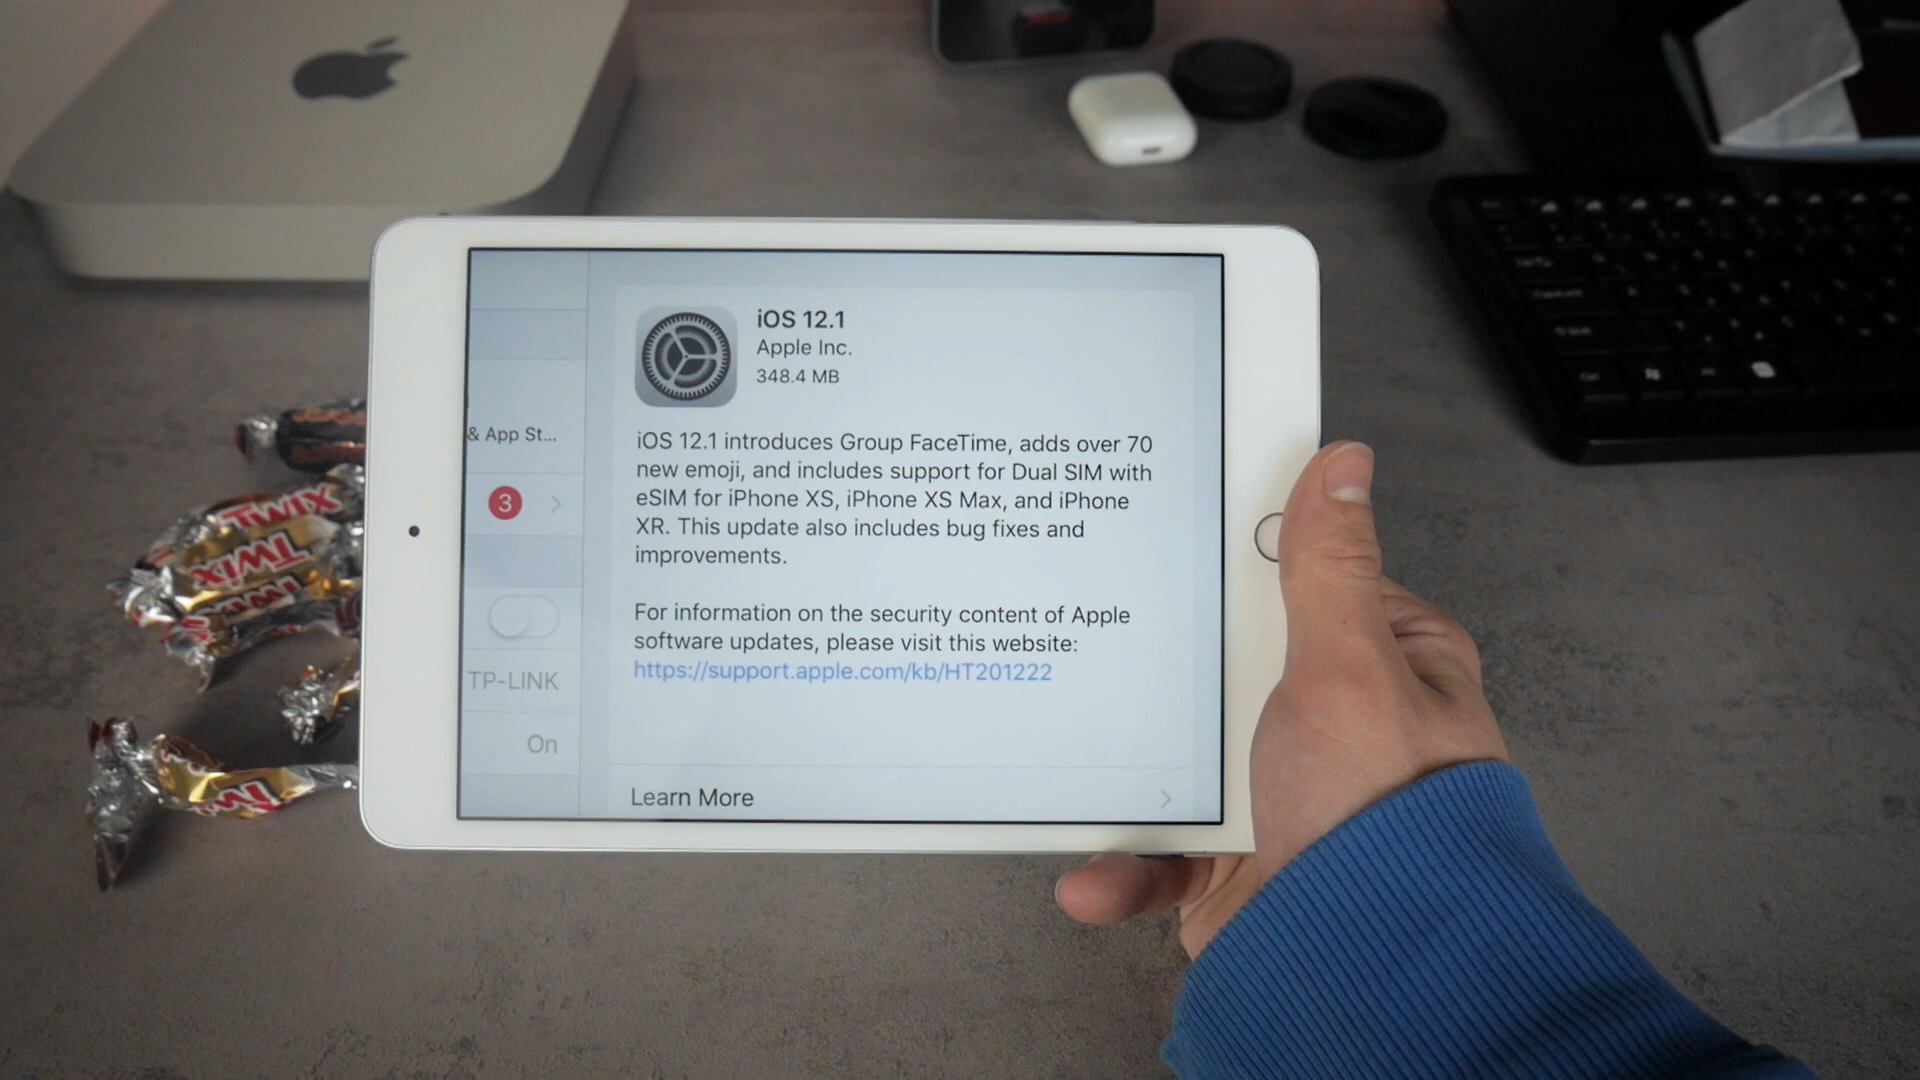 iOS 12.1
Apple Inc.
348.4 MB
& App St...
3
TP-LINK
On
iOS 12.1 introduces Group FaceTime, adds over 70
new emoji, and includes support for Dual SIM with
eSIM for iPhone XS, iPhone XS Max, and iPhone
XR. This update also includes bug fixes and
improvements.
For information on the security content of Apple
software updates, please visit this website:
https://support.apple.com/kb/HT201222
Learn More
TWIX
TWIX
TWIX